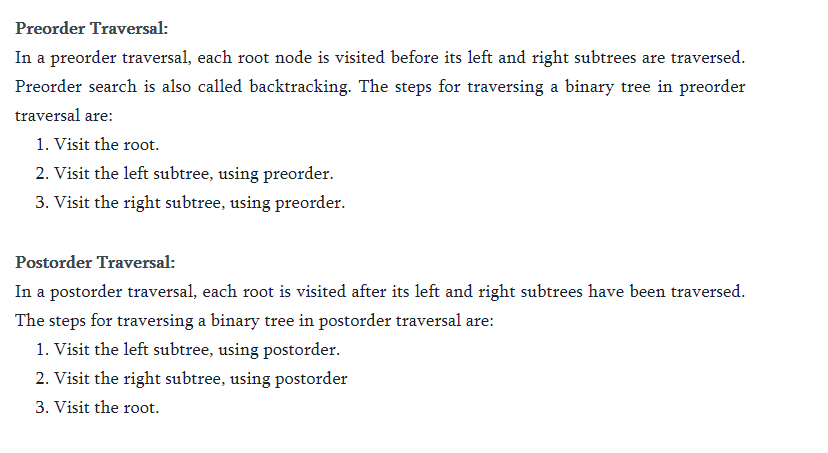 Preorder Traversal:
In a preorder traversal, each root node is visited before its left and right subtrees are traversed.
Preorder search is also called backtracking. The steps for traversing a binary tree in preorder
traversal are:
1. Visit the root.
2. Visit the left subtree, using preorder.
3. Visit the right subtree, using preorder.
Postorder Traversal:
In a postorder traversal, each root is visited after its left and right subtrees have been traversed.
The steps for traversing a binary tree in postorder traversal are:
1. Visit the left subtree, using postorder.
2. Visit the right subtree, using postorder
3. Visit the root.